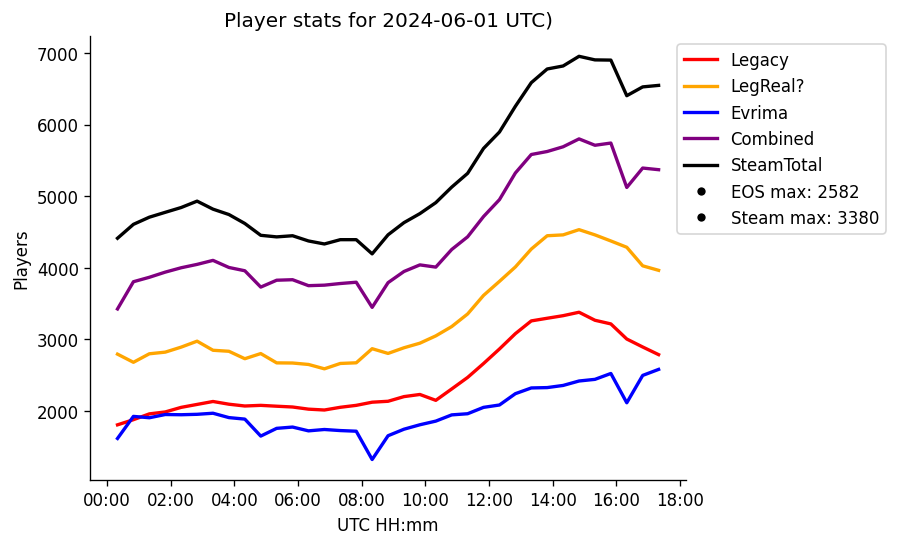 Player stats for 2024-06-01 UTC)
7000
6000
5000
4000
3000
2000
Players
00:00 02:00 04:00 06:00 08:00 10:00 12:00 14:00 16:00 18:00
UTC HH:mm
Legacy
LegReal?
Evrima
Combined
SteamTotal
EOS max: 2582
Steam max: 3380